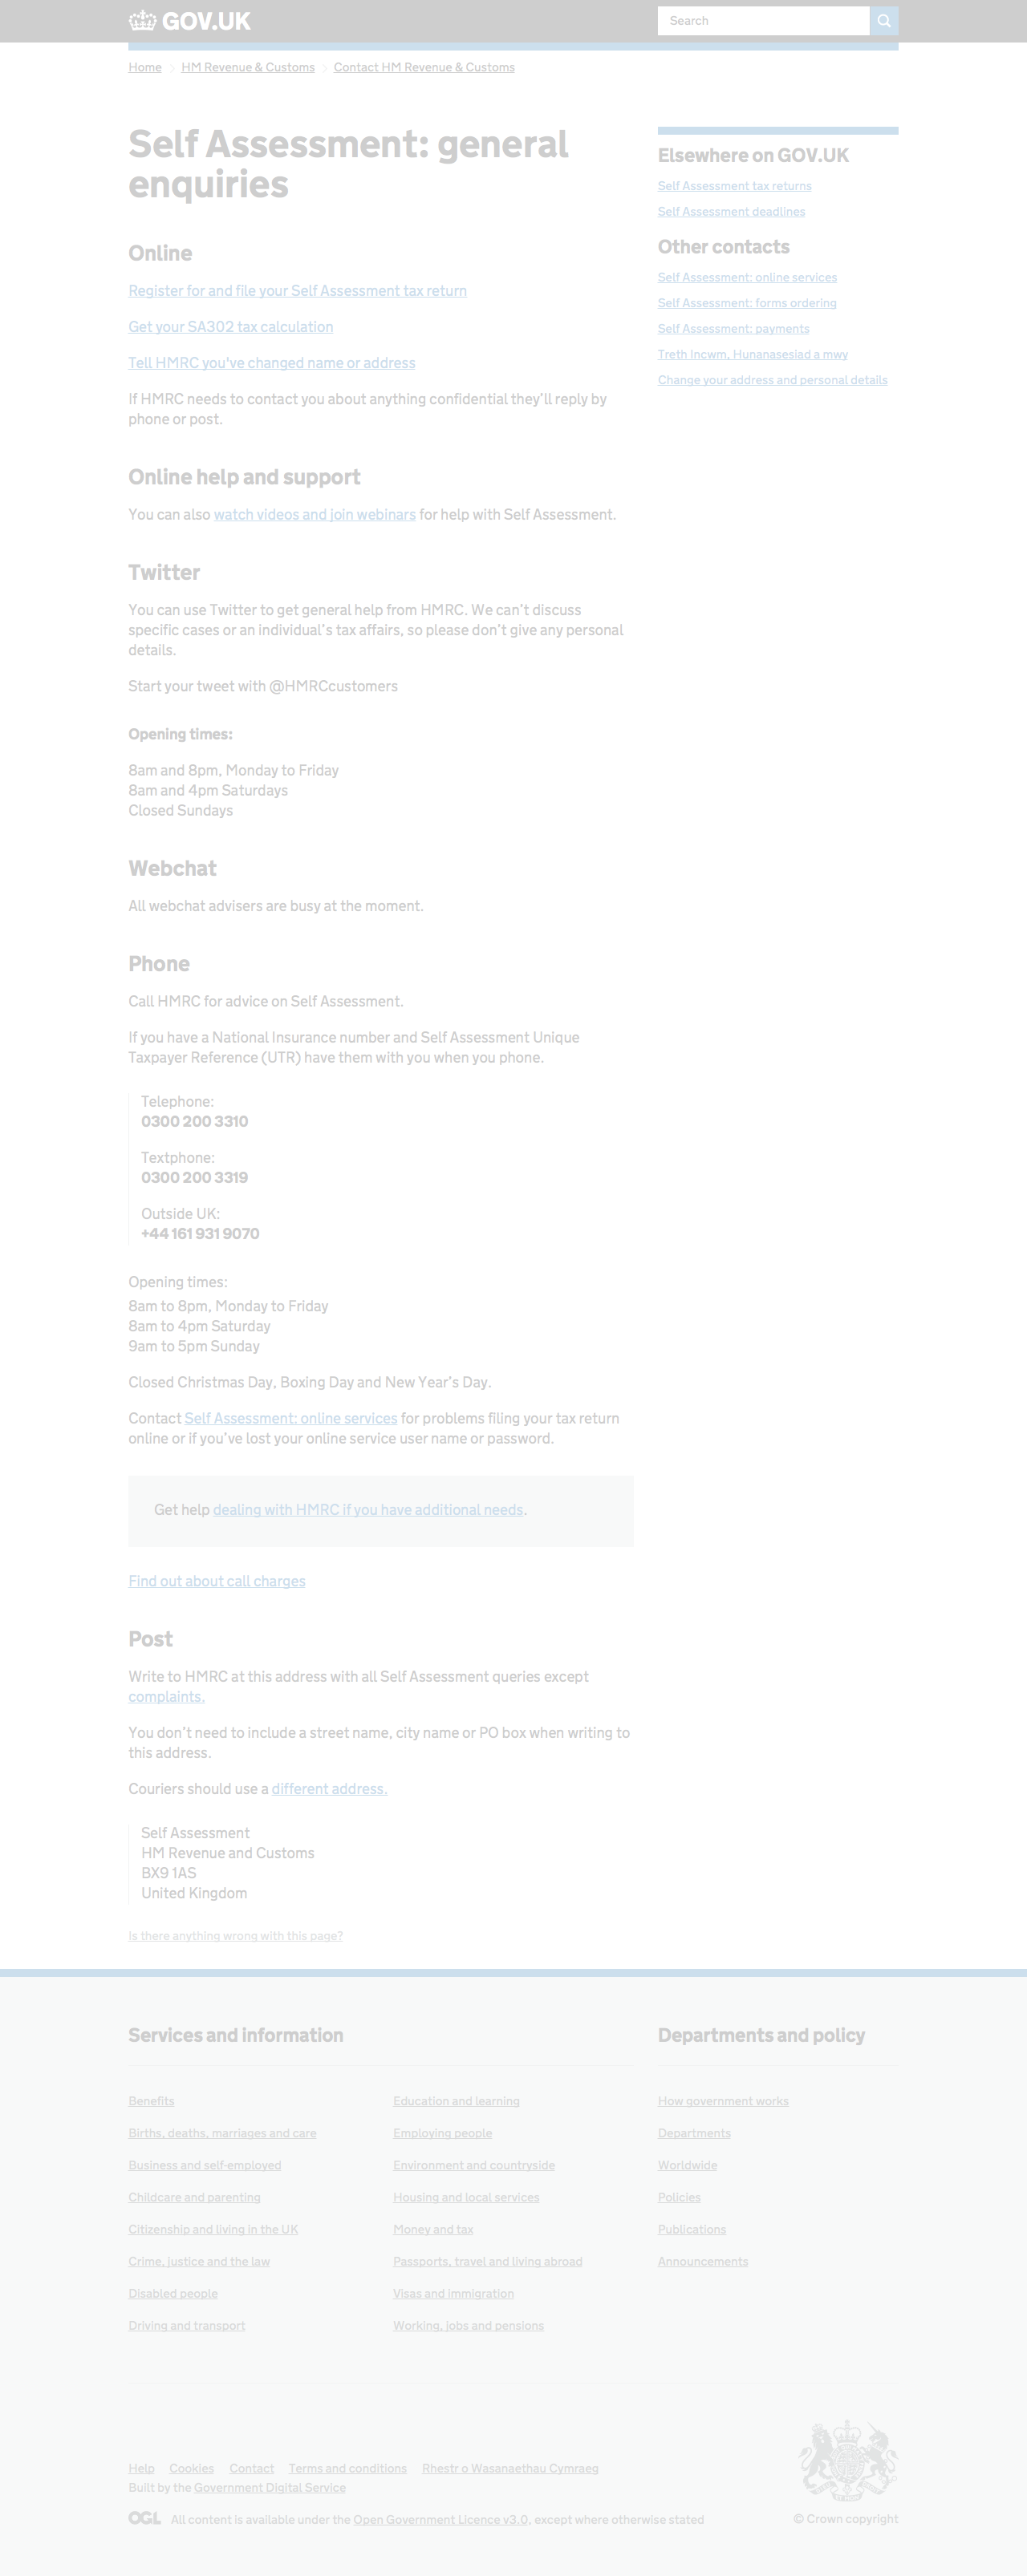 GOV.UK
Search
Home
HM Revenue & Customs
Contact HM Revenue & Customs
Self Assessment: general
enquiries
Online
Register for and file your Self Assessment tax return
Get your SA302 tax calculation
Tell HMRC you've changed name or address
If HMRC needs to contact you about anything confidential they’ll reply by
phone or post.
Online help and support
You can also watch videos and join webinars for help with Self Assessment.
Twitter
You can use Twitter to get general help from HMRC. We can’t discuss
specific cases or an individual’s tax affairs, so please don’t give any personal
details.
Start your tweet with @HMRCcustomers
Opening times:
8am and 8pm, Monday to Friday
8am and 4pm Saturdays
Closed Sundays
Webchat
All webchat advisers are busy at the moment.
Phone
Call HMRC for advice on Self Assessment.
If you have a National Insurance number and Self Assessment Unique
Taxpayer Reference (UTR) have them with you when you phone.
Telephone:
0300 200 3310
Textphone:
0300 200 3319
Outside UK:
+44 161 931 9070
Opening times:
8am to 8pm, Monday to Friday
8am to 4pm Saturday
9am to 5pm Sunday
Closed Christmas Day, Boxing Day and New Year’s Day.
Contact Self Assessment: online services for problems filing your tax return
online or if you’ve lost your online service user name or password.
Get help dealing with HMRC if you have additional needs.
Find out about call charges
Post
Write to HMRC at this address with all Self Assessment queries except
complaints.
You don’t need to include a street name, city name or PO box when writing to
this address.
Couriers should use a different address.
Self Assessment
HM Revenue and Customs
BX9 1AS
United Kingdom
Is there anything wrong with this page?
Elsewhere on GOV.UK
Self Assessment tax returns
Self Assessment deadlines
Other contacts
Self Assessment: online services
Self Assessment: forms ordering
Self Assessment: payments
Treth Incwm, Hunanasesiad a mwy
Change your address and personal details
Services and information
Benefits
Births, deaths, marriages and care
Business and self-employed
Childcare and parenting
Citizenship and living in the UK
Crime, justice and the law
Disabled people
Driving and transport
Education and learning
Employing people
Environment and countryside
Housing and local services
Money and tax
Passports, travel and living abroad
Visas and immigration
Working, jobs and pensions
Departments and policy
How government works
Departments
Worldwide
Policies
Publications
Announcements
Help
Cookies
Contact
Terms and conditions
Rhestr o Wasanaethau Cymraeg
Built by the Government Digital Service
OGL
All content is available under the Open Government Licence v3.0, except where otherwise stated
© Crown copyright